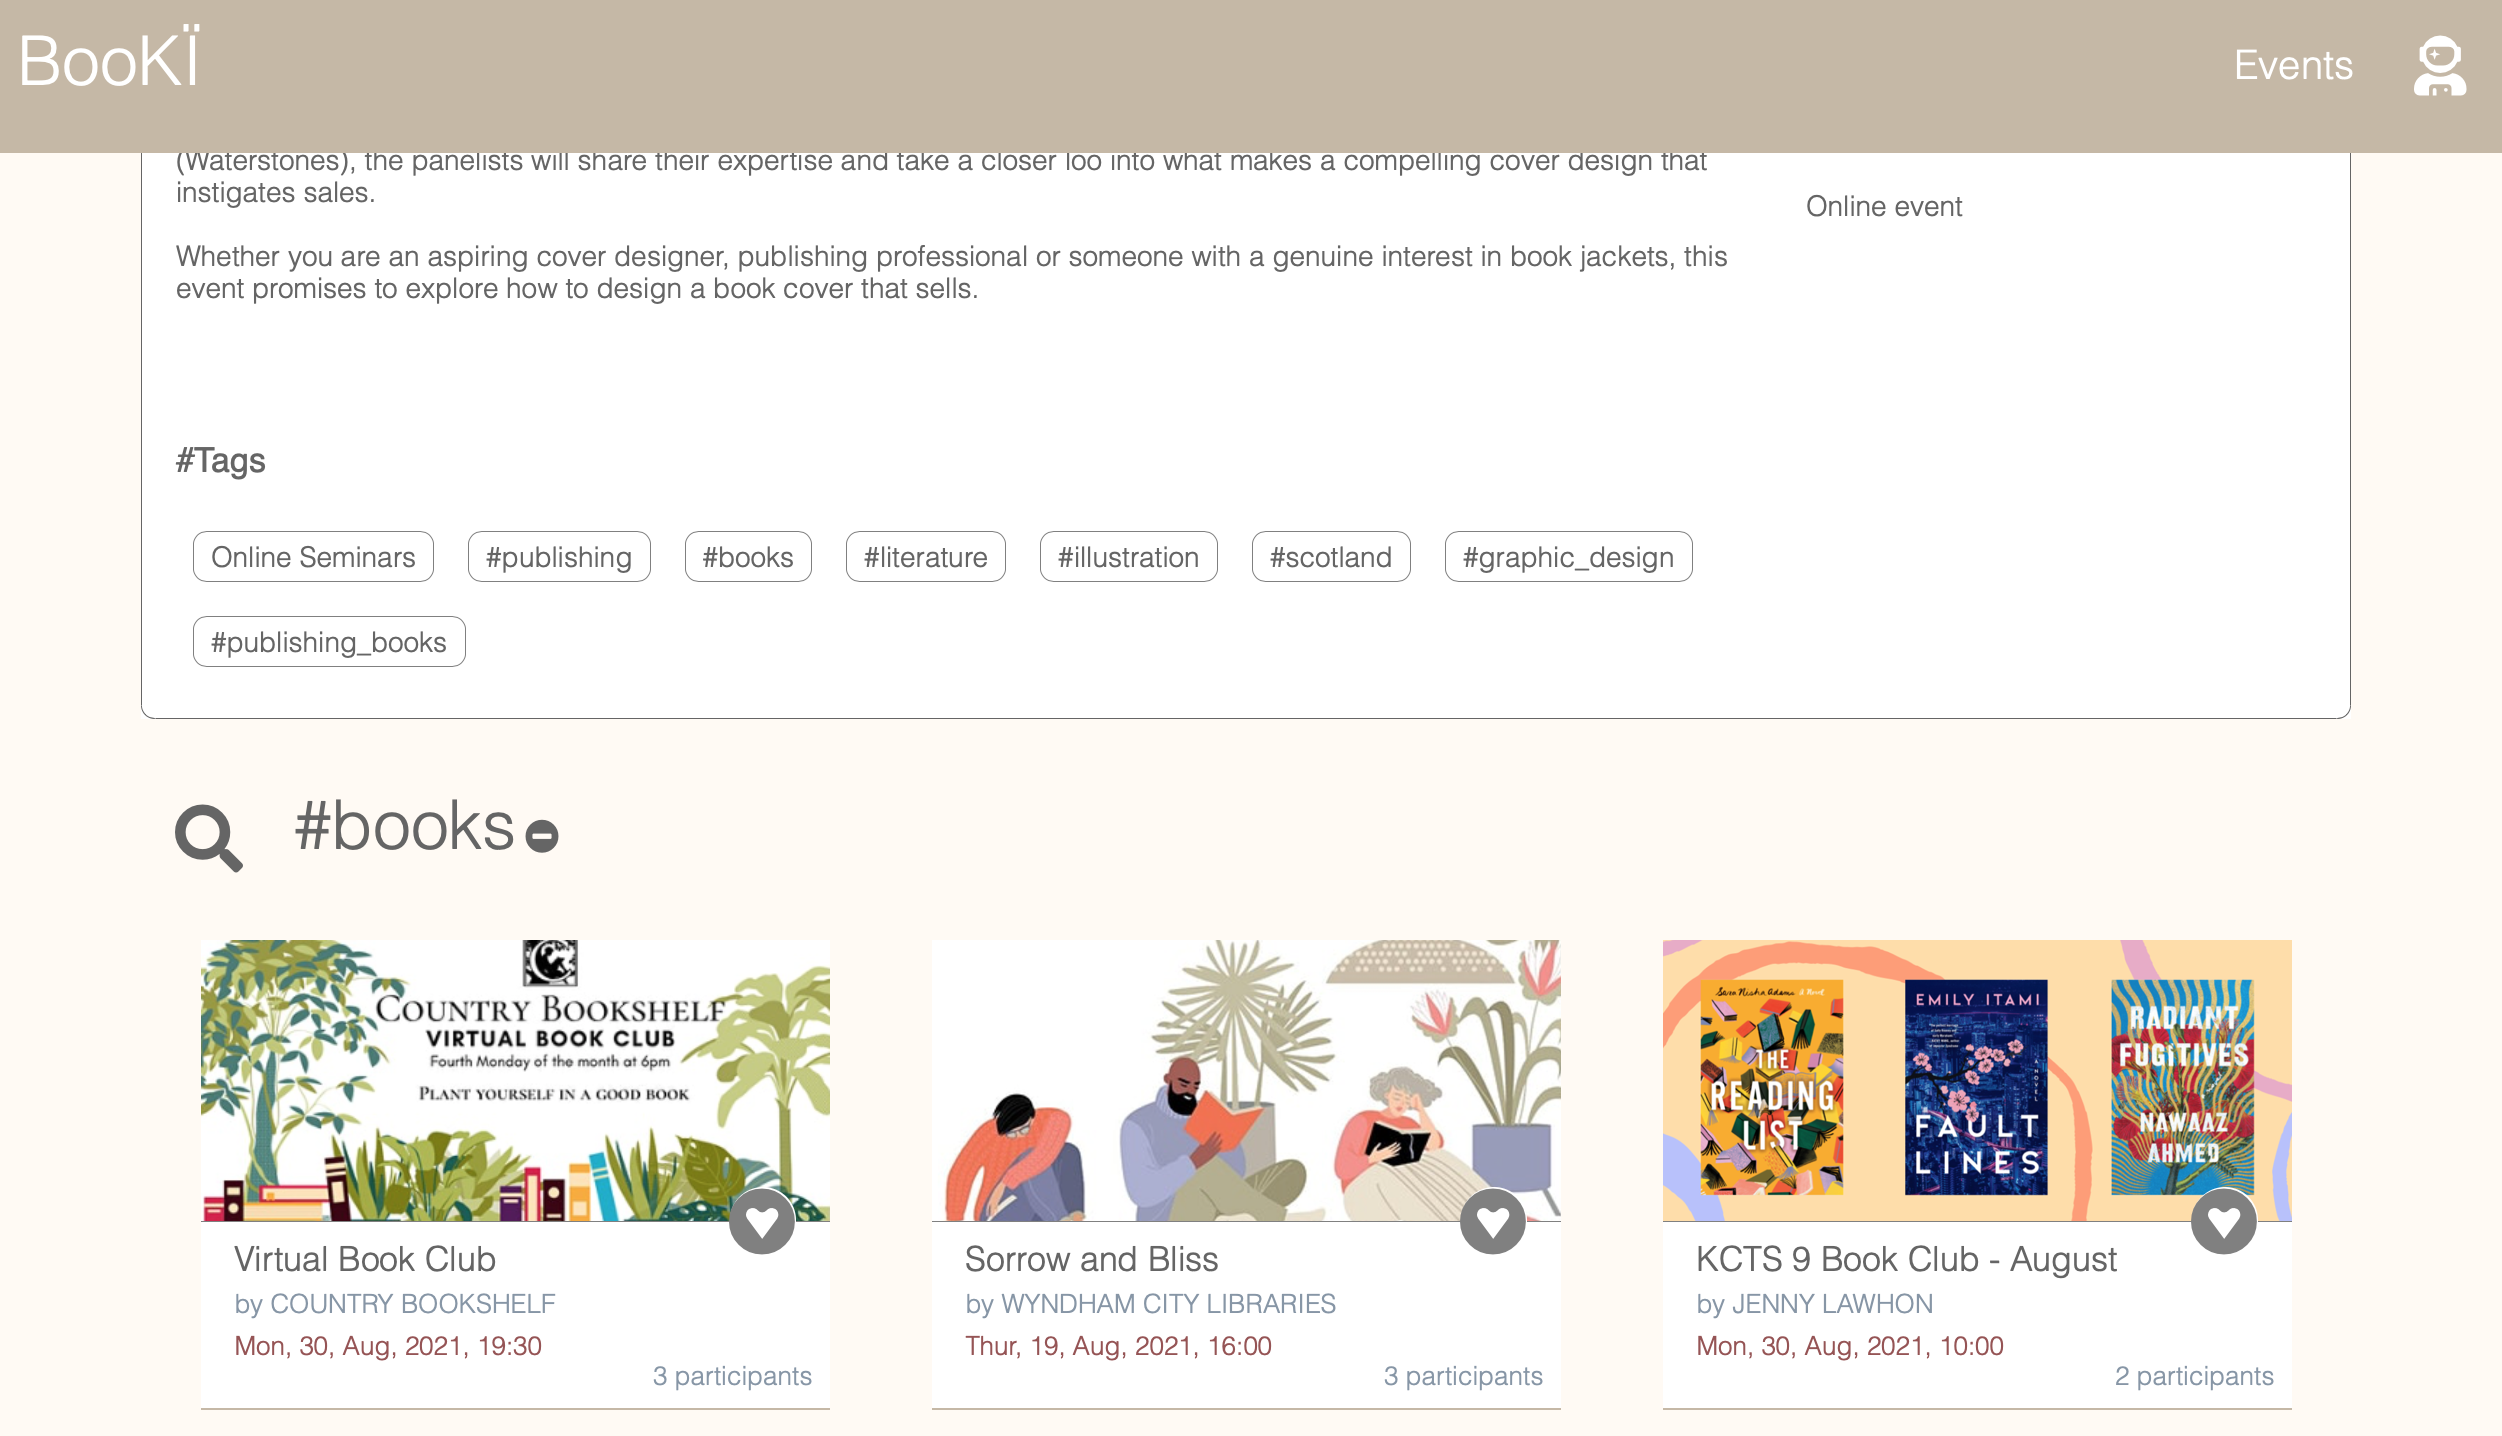 BooKÏ
Events
(Waterstones), the panelists will share their expertise and take a closer loo into what makes a compelling cover design that
instigates sales.
Online event
Whether you are an aspiring cover designer, publishing professional or someone with a genuine interest in book jackets, this
event promises to explore how to design a book cover that sells.
#Tags
Online Seminars
#publishing
#books
#literature
#illustration
#scotland
#graphic_design
#publishing_books
#books
COUNTRY BOOKSHELF
VIRTUAL BOOK CLUB
Fourth Monday of the month at 6pm
PLANT YOURSELF IN A GOOD BOOK
Virtual Book Club
by COUNTRY BOOKSHELF
Mon, 30, Aug, 2021, 19:30
3 participants
Sorrow and Bliss
by WYNDHAM CITY LIBRARIES
Thur, 19, Aug, 2021, 16:00
3 participants
Sara Nisha Adams A Novel
THE
READING
LIST
EMILY ITAMI
A NOVEL
FAULT
LINES
RADIANT
FUGITIVES
NAWAAZ
AHMED
KCTS 9 Book Club - August
by JENNY LAWHON
Mon, 30, Aug, 2021, 10:00
2 participants